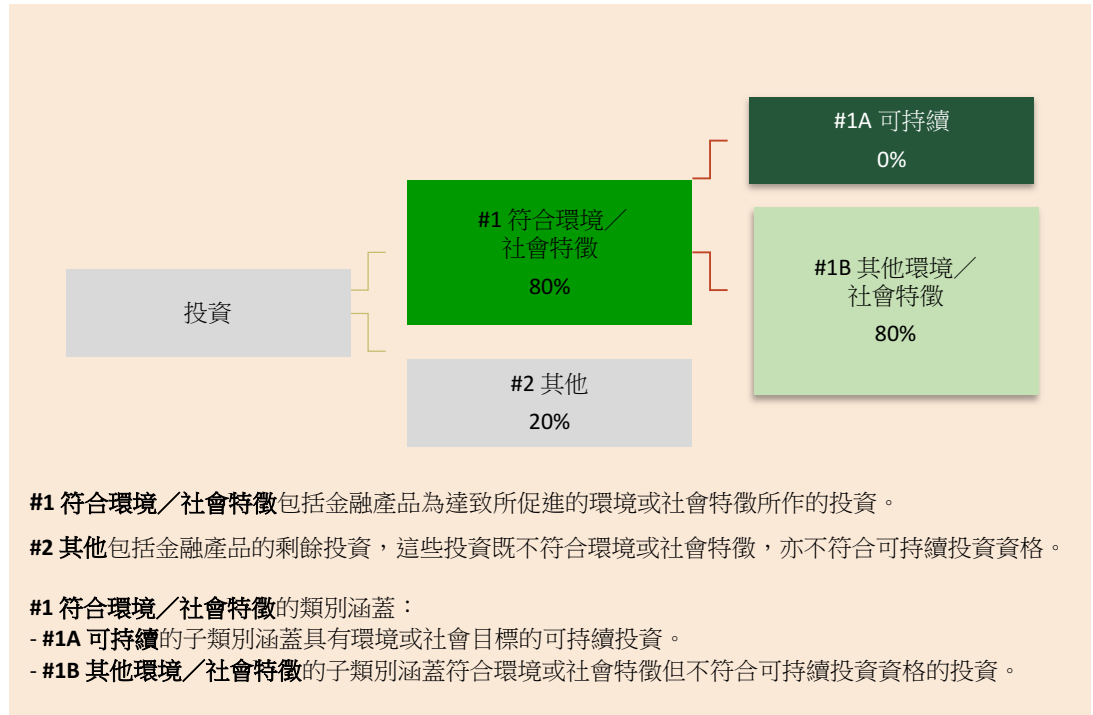 #1A 可持續
0%
#1 符合環境／
社會特徵
80%
#1B 其他環境／
社會特徵
80%
投資
#2 其他
20%
#1 符合環境／社會特徵包括金融產品為達致所促進的環境或社會特徵所作的投資。
#2 其他包括金融產品的剩餘投資，這些投資既不符合環境或社會特徵，亦不符合可持續投資資格。
#1 符合環境／社會特徵的類別涵蓋：
- #1A 可持續的子類別涵蓋具有環境或社會目標的可持續投資。
- #1B 其他環境／社會特徵的子類別涵蓋符合環境或社會特徵但不符合可持續投資資格的投資。